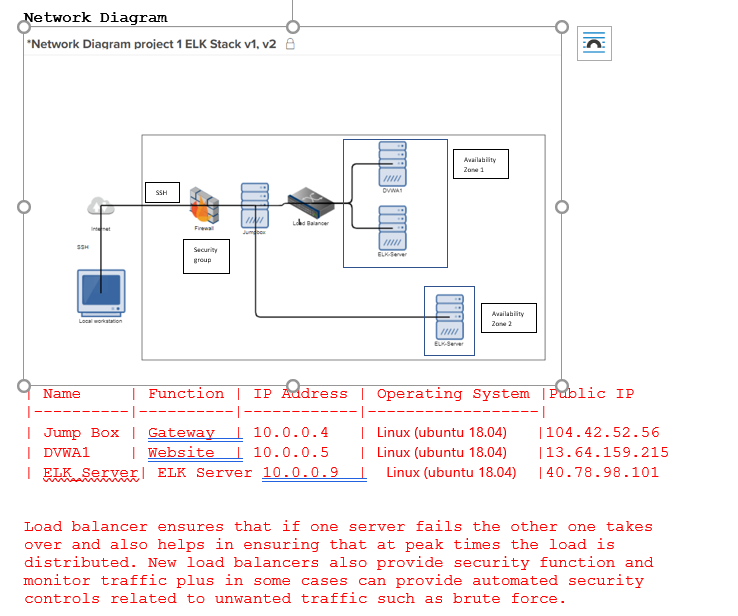 Network Diagram
*Network Diagram project 1 ELK Stack v1, v2
Availability
Zone 1
DVWA1
SSH
Internet
Firewall
Jumpbox
Load Balancer
SSH
Security
group
ELK-Server
Local workstation
Availability
Zone 2
ELK-Server
| Name | Function | IP Address | Operating System |Public IP
|----------|----------|------------|------------------|
| Jump Box | Gateway | 10.0.0.4 | Linux (ubuntu 18.04) |104.42.52.56
| DVWA1 | Website | 10.0.0.5 | Linux (ubuntu 18.04) |13.64.159.215
| ELK Server| ELK Server 10.0.0.9 | Linux (ubuntu 18.04) |40.78.98.101
Load balancer ensures that if one server fails the other one takes
over and also helps in ensuring that at peak times the load is
distributed. New load balancers also provide security function and
monitor traffic plus in some cases can provide automated security
controls related to unwanted traffic such as brute force.